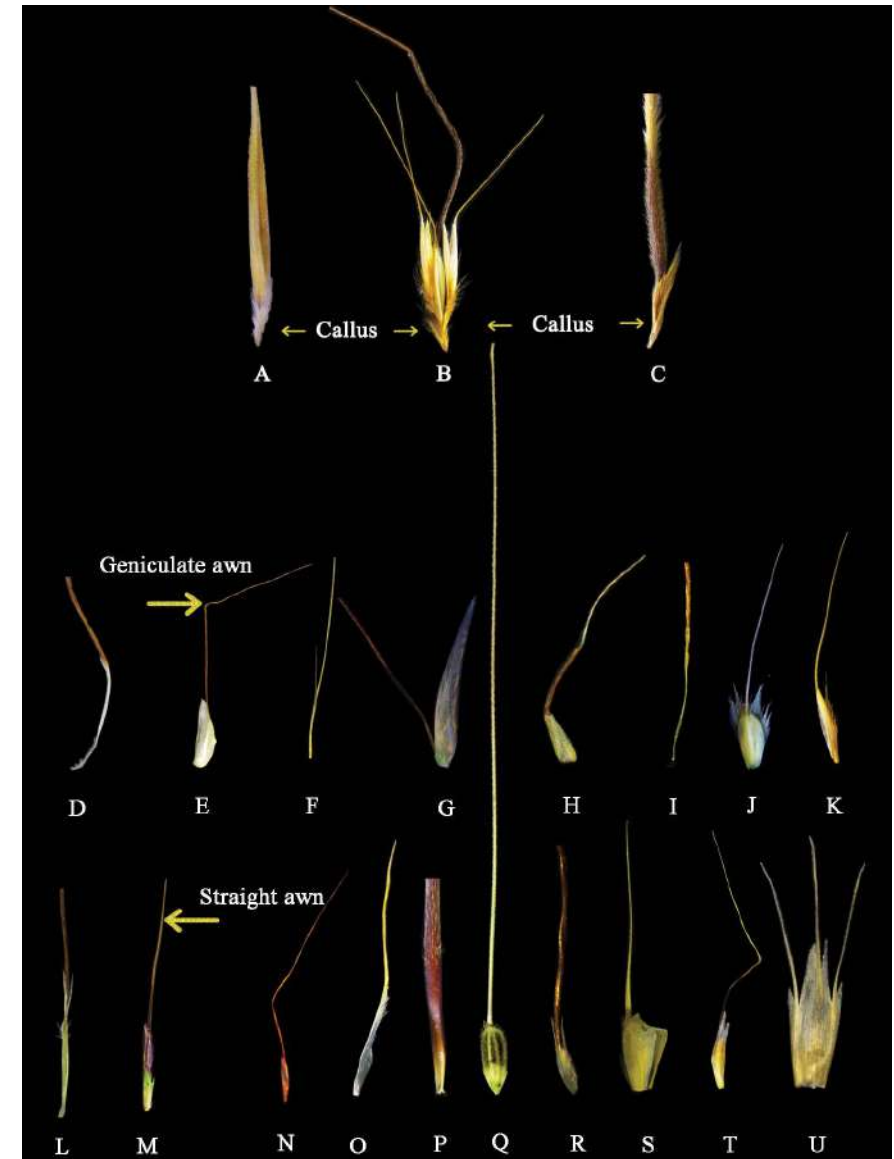 ← Callus → ← Callus →
A B C
Geniculate awn
D E F G H I J K
Straight awn
L M N O P Q R S T U